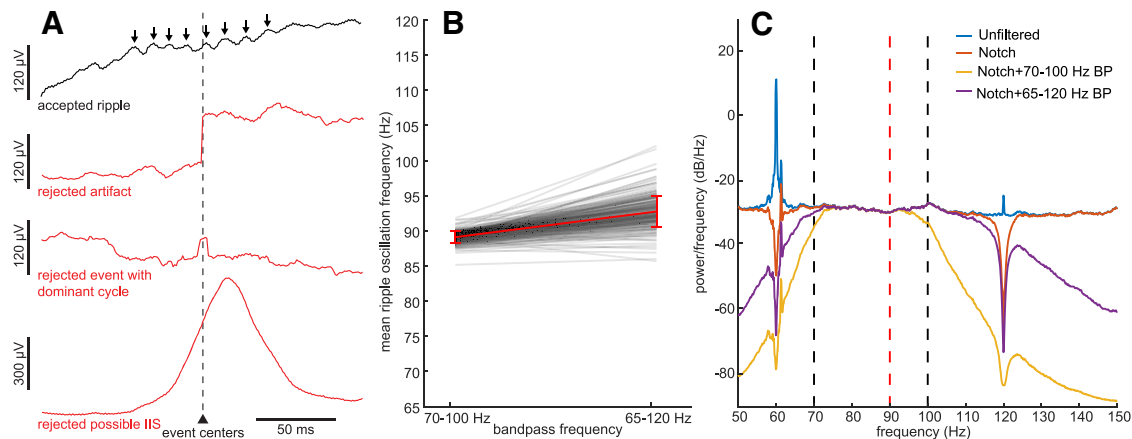 A
120 µV
accepted ripple
120 µV
rejected artifact
120 µV
rejected event with
dominant cycle
300 µV
rejected possible IIS
event centers
50 ms
B
mean ripple oscillation frequency (Hz)
120
115
110
105
100
95
90
85
80
75
70
65
70-100 Hz
65-120 Hz
bandpass frequency
C
Unfiltered
Notch
Notch+70-100 Hz BP
Notch+65-120 Hz BP
power/frequency (dB/Hz)
20
0
-20
-40
-60
-80
50
60
70
80
90
100
110
120
130
140
150
frequency (Hz)